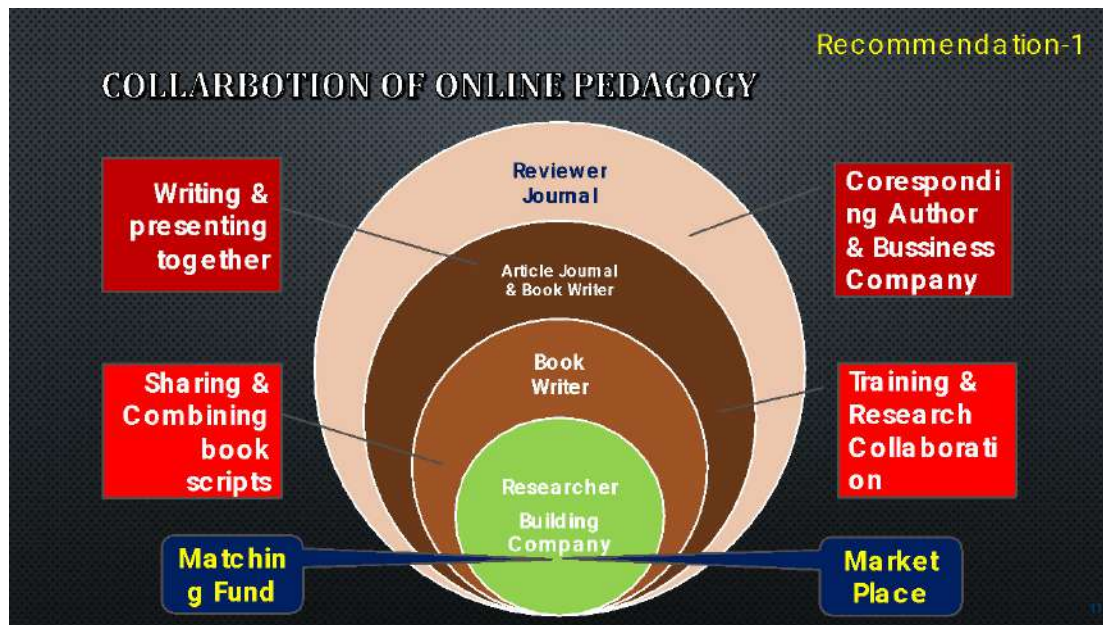 Recommendation-1
COLLARBOTION OF ONLINE PEDAGOGY
Writing &
presenting
together
Reviewer
Journal
Corespondi
ng Author
& Bussiness
Company
Article Journal
& Book Writer
Sharing &
Combining
book
scripts
Book
Writer
Training &
Research
Collaborati
on
Researcher
Building
Company
Matchin
g Fund
Market
Place